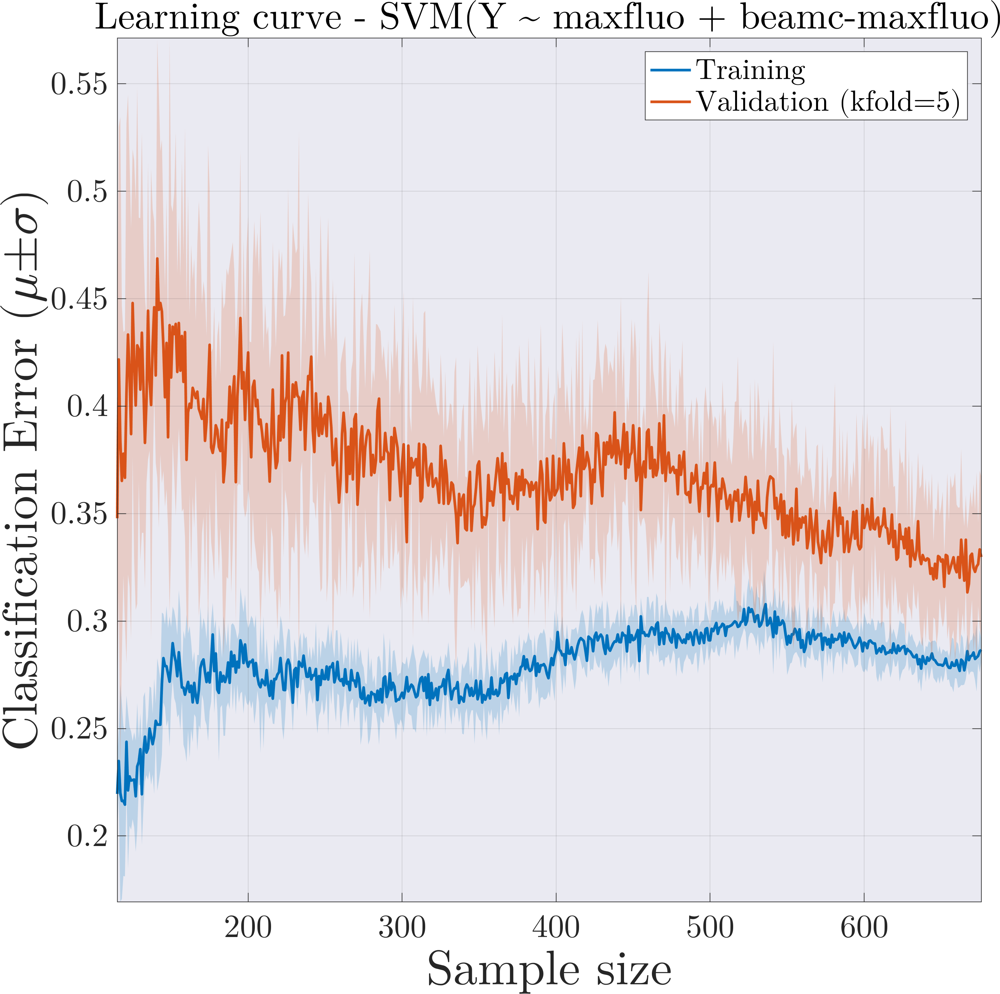 Learning curve - SVM(Y ~ maxfluo + beamc-maxfluo)
Training
Validation (kfold=5)
Classification Error (μ±σ)
0.55
0.5
0.45
0.4
0.35
0.3
0.25
0.2
200 300 400 500 600
Sample size